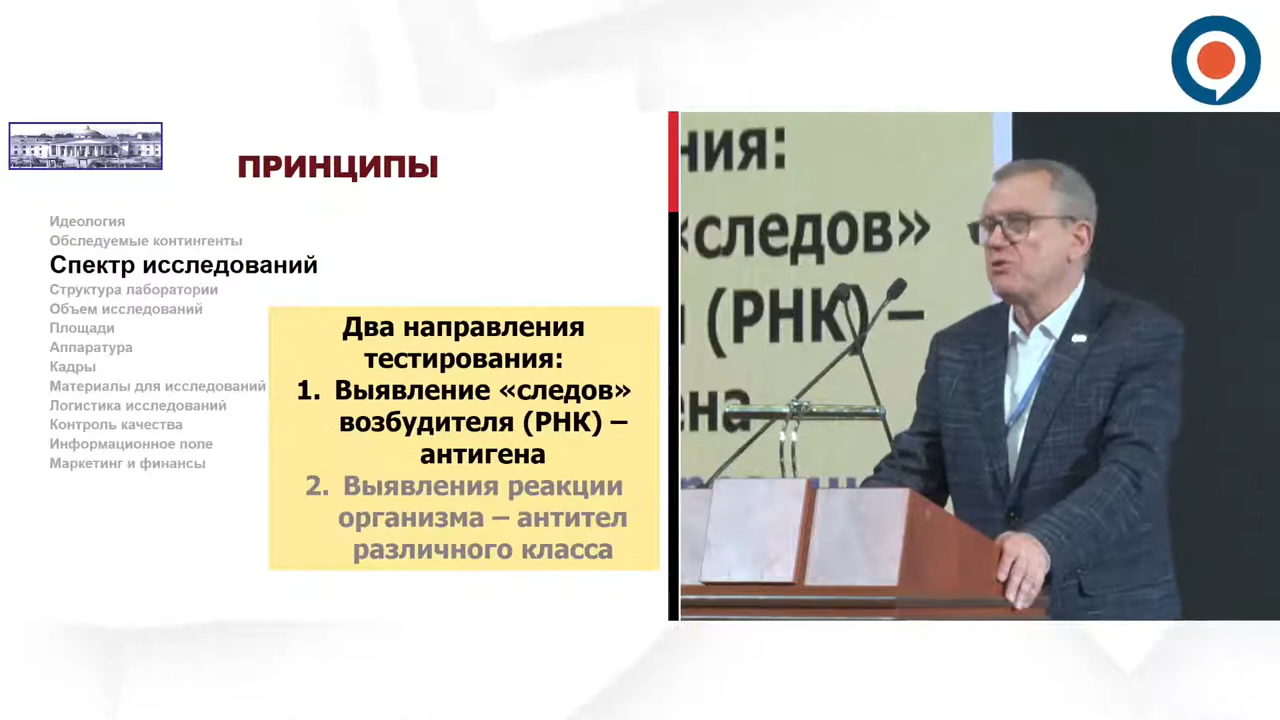 ПРИНЦИПЫ
Идеология
Обследуемые контингенты
Спектр исследований
Структура лаборатории
Объем исследований
Площади
Аппаратура
Кадры
Материалы для исследований
Логистика исследований
Контроль качества
Информационное поле
Маркетинг и финансы
Два направления
тестирования:
1. Выявление «следов»
возбудителя (РНК) –
антигена
2. Выявления реакции
организма – антител
различного класса
ния:
«следов»
(РНК) –
ена